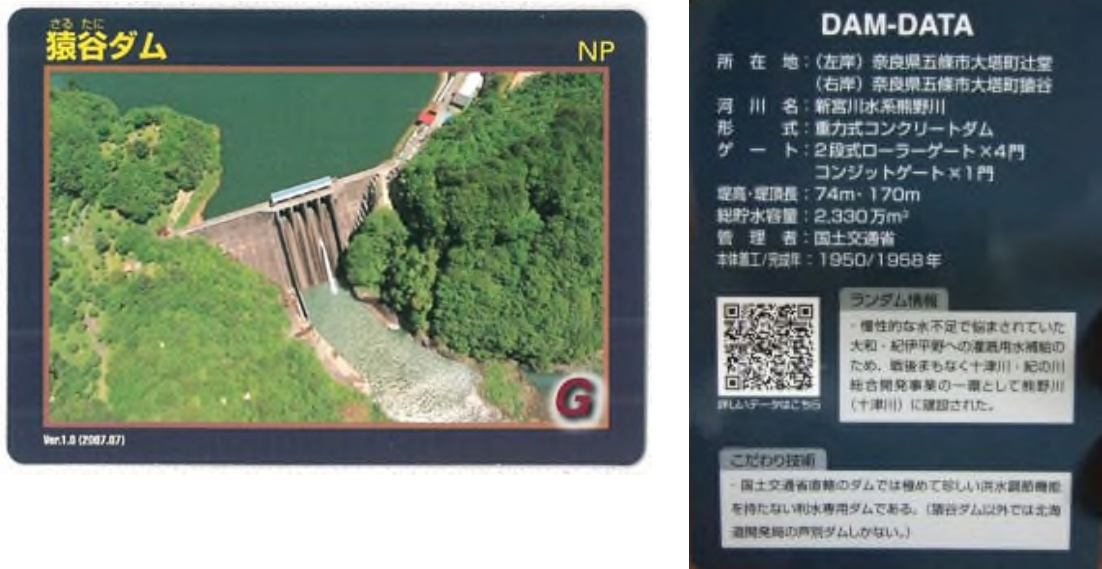 さる たに
猿谷ダム
NP
G
Ver.1.0 (2007.07)
DAM-DATA
所在地：（左岸）奈良県五條市大塔町辻堂
（右岸）奈良県五條市大塔町猿谷
河川名：新宮川水系熊野川
形式：重力式コンクリートダム
ゲート：2段式ローラーゲート×4門
コンジットゲート×1門
堤高・堤頂長：74m・170m
総貯水容量：2,330万m³
管理者：国土交通省
本体着工/完成年：1950/1958年
詳しいデータはこちら
ランダム情報
・慢性的な水不足で悩まされていた
大和・紀伊平野への灌漑用水補給の
ため、戦後まもなく十津川・紀の川
総合開発事業の一環として熊野川
（十津川）に建設された。
こだわり技術
・国土交通省直轄のダムでは極めて珍しい洪水調節機能
を持たない利水専用ダムである。（猿谷ダム以外では北海
道開発局の芦別ダムしかない。）